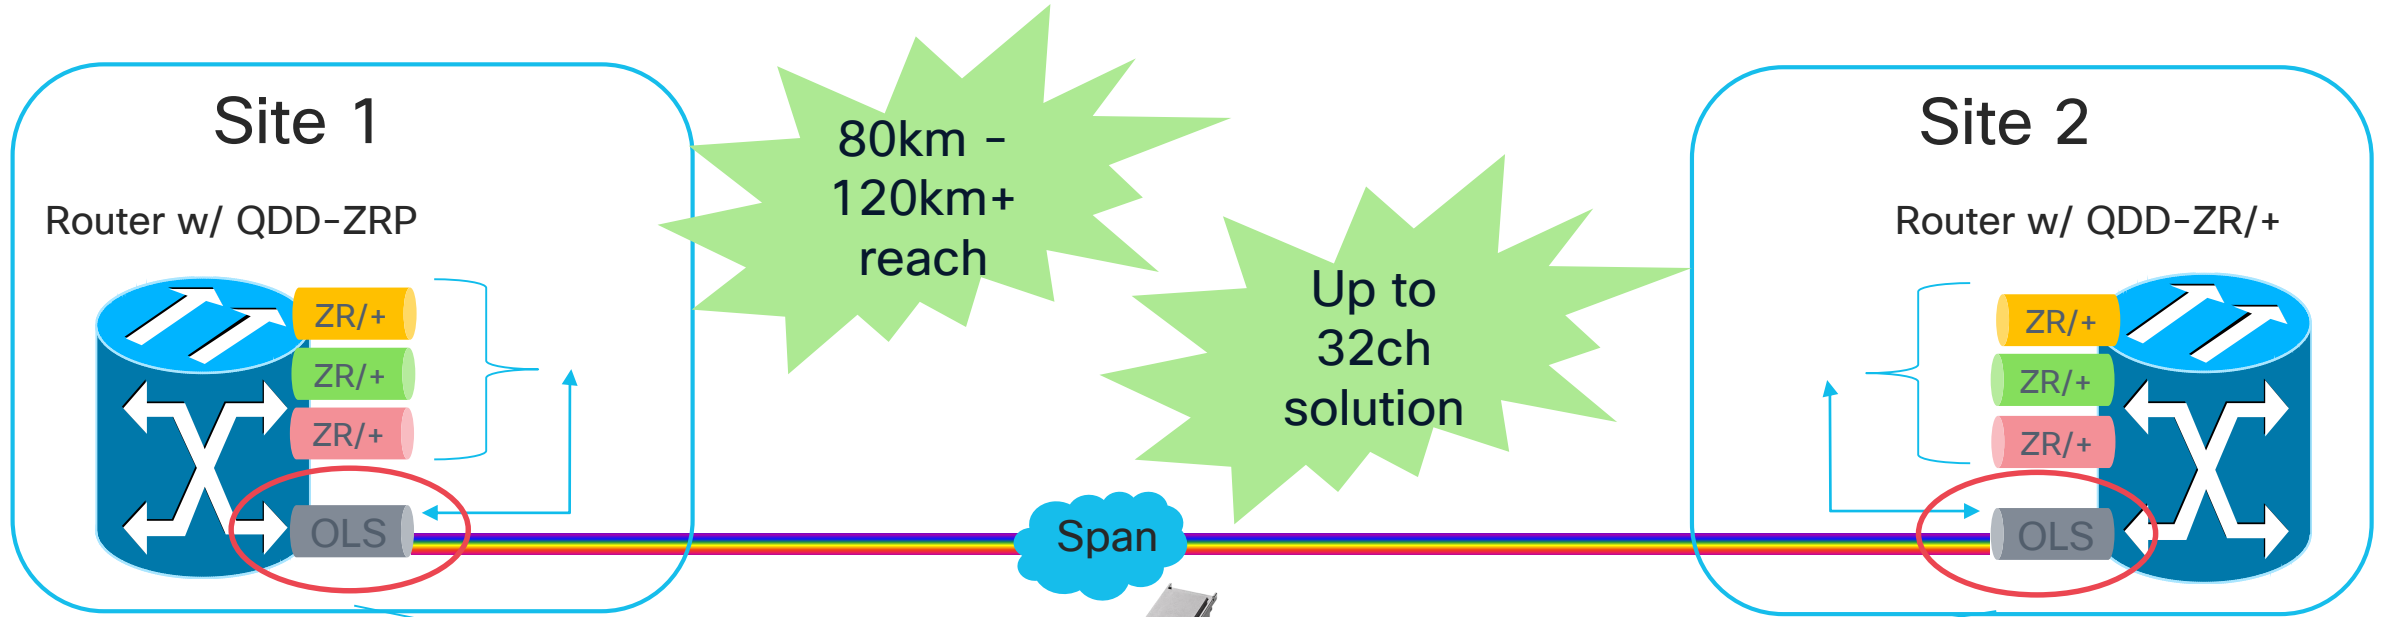 Site 1
Router w/ QDD-ZRP
ZR/+
ZR/+
ZR/+
OLS
80km –
120km+
reach
Up to
32ch
solution
Span
Site 2
Router w/ QDD-ZR/+
ZR/+
ZR/+
ZR/+
OLS